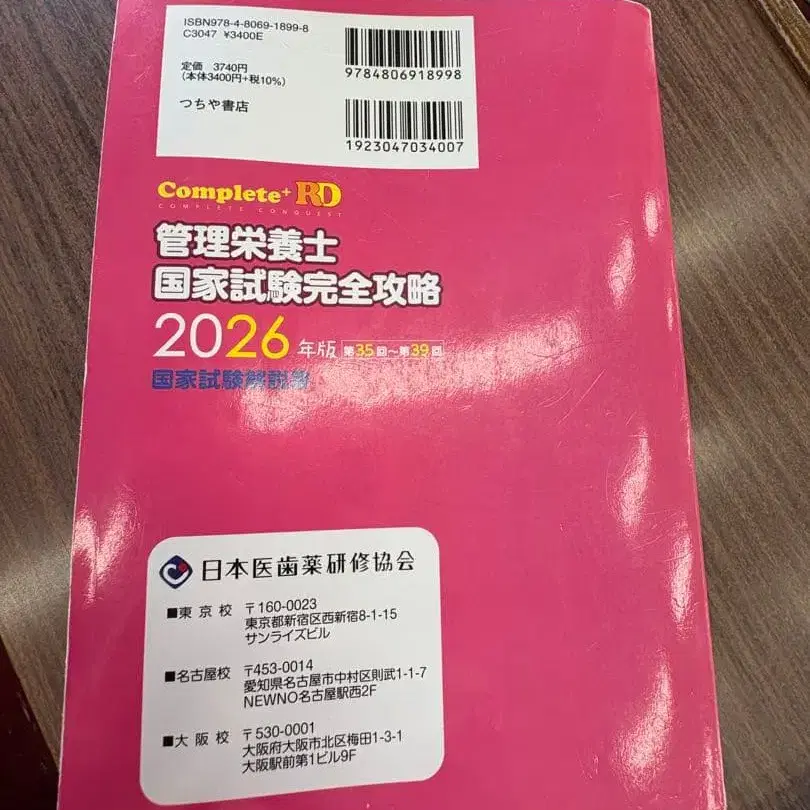 ISBN978-4-8069-1899-8
C3047 ¥3400E
定価 3740円
(本体3400円+税10%)
つちや書店
9784806918998
1923047034007
Complete+ RD
COMPLETE CONQUEST
管理栄養士
国家試験完全攻略
2026年版 第35回～第39回
国家試験解説集
日本医歯薬研修協会
■東京校 〒160-0023
東京都新宿区西新宿8-1-15
サンライズビル
■名古屋校 〒453-0014
愛知県名古屋市中村区則武1-1-7
NEWNO名古屋駅西2F
■大阪校 〒530-0001
大阪府大阪市北区梅田1-3-1
大阪駅前第1ビル9F